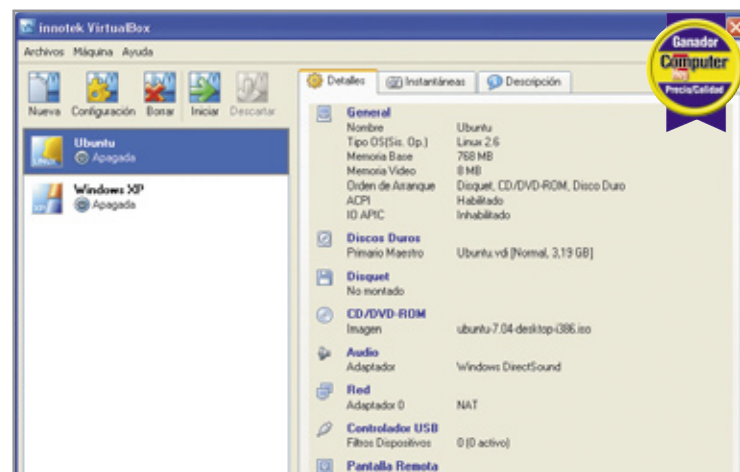 innotek VirtualBox
Archivos Máquina Ayuda
Nueva Configuración Borrar Iniciar Descartar
Ubuntu
Apagada
Windows XP
Apagada
Detalles Instantáneas Descripción
General
Nombre Ubuntu
Tipo OS(Sis. Op.) Linux 2.6
Memoria Base 768 MB
Memoria Video 8 MB
Orden de Arranque Disquet, CD/DVD-ROM, Disco Duro
ACPI Habilitado
IO APIC Inhabilitado
Discos Duros
Primario Maestro Ubuntu.vdi [Normal, 3,19 GB]
Disquet
No montado
CD/DVD-ROM
Imagen ubuntu-7.04-desktop-i386.iso
Audio
Adaptador Windows DirectSound
Red
Adaptador 0 NAT
Controlador USB
Filtros Dispositivos 0 (0 activo)
Pantalla Remota
Ganador
Computer
Precio/Calidad